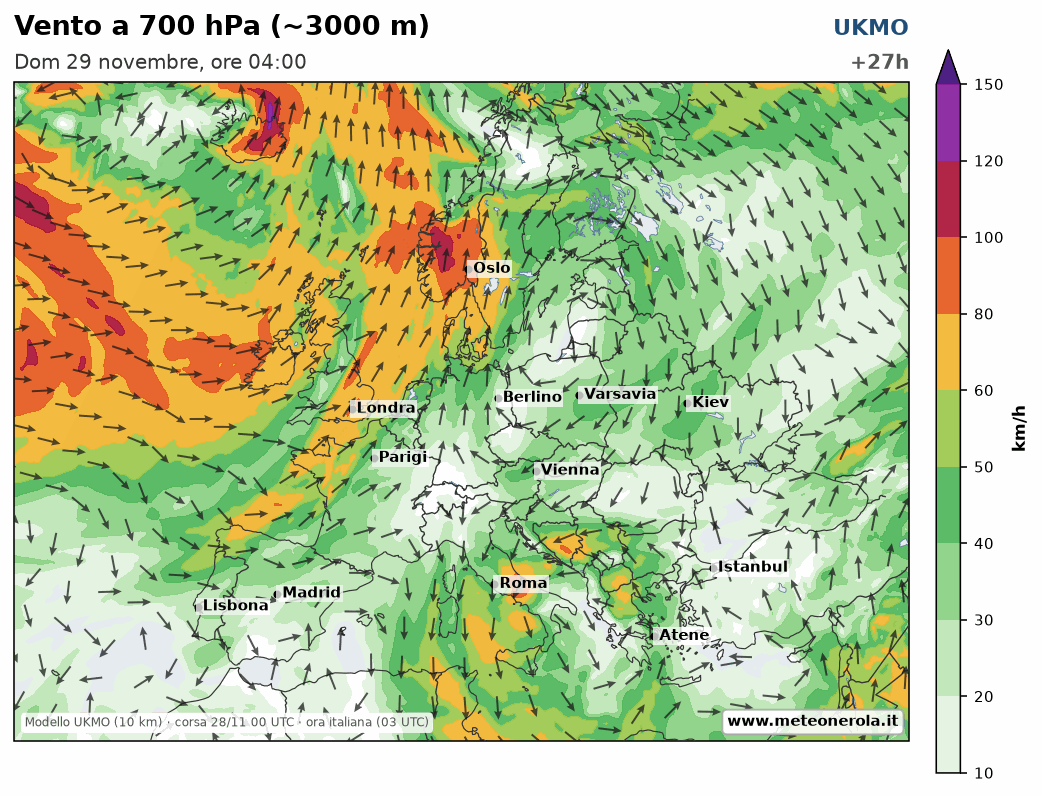 Vento a 700 hPa (~3000 m)
UKMO
Dom 29 novembre, ore 04:00
+27h
150
120
100
80
60
50
40
30
20
10
km/h
Oslo
Berlino
Varsavia
Kiev
Londra
Parigi
Vienna
Istanbul
Roma
Madrid
Lisbona
Atene
Modello UKMO (10 km) · corsa 28/11 00 UTC · ora italiana (03 UTC)
www.meteonerola.it